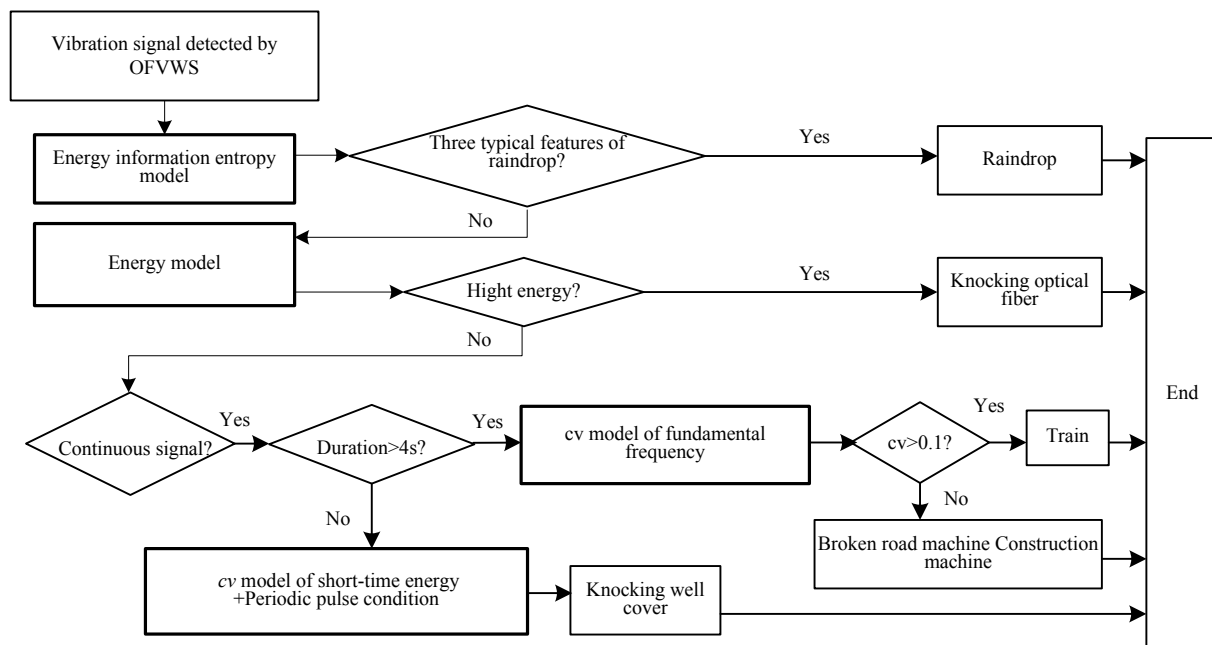 Vibration signal detected by
OFVWS
Energy information entropy
model
Three typical features of
raindrop?
Yes
Raindrop
No
Energy model
Hight energy?
Yes
Knocking optical
fiber
No
End
Continuous signal?
Yes
Duration>4s?
Yes
cv model of fundamental
frequency
cv>0.1?
Yes
Train
No
No
Broken road machine Construction
machine
cv model of short-time energy
+Periodic pulse condition
Knocking well
cover